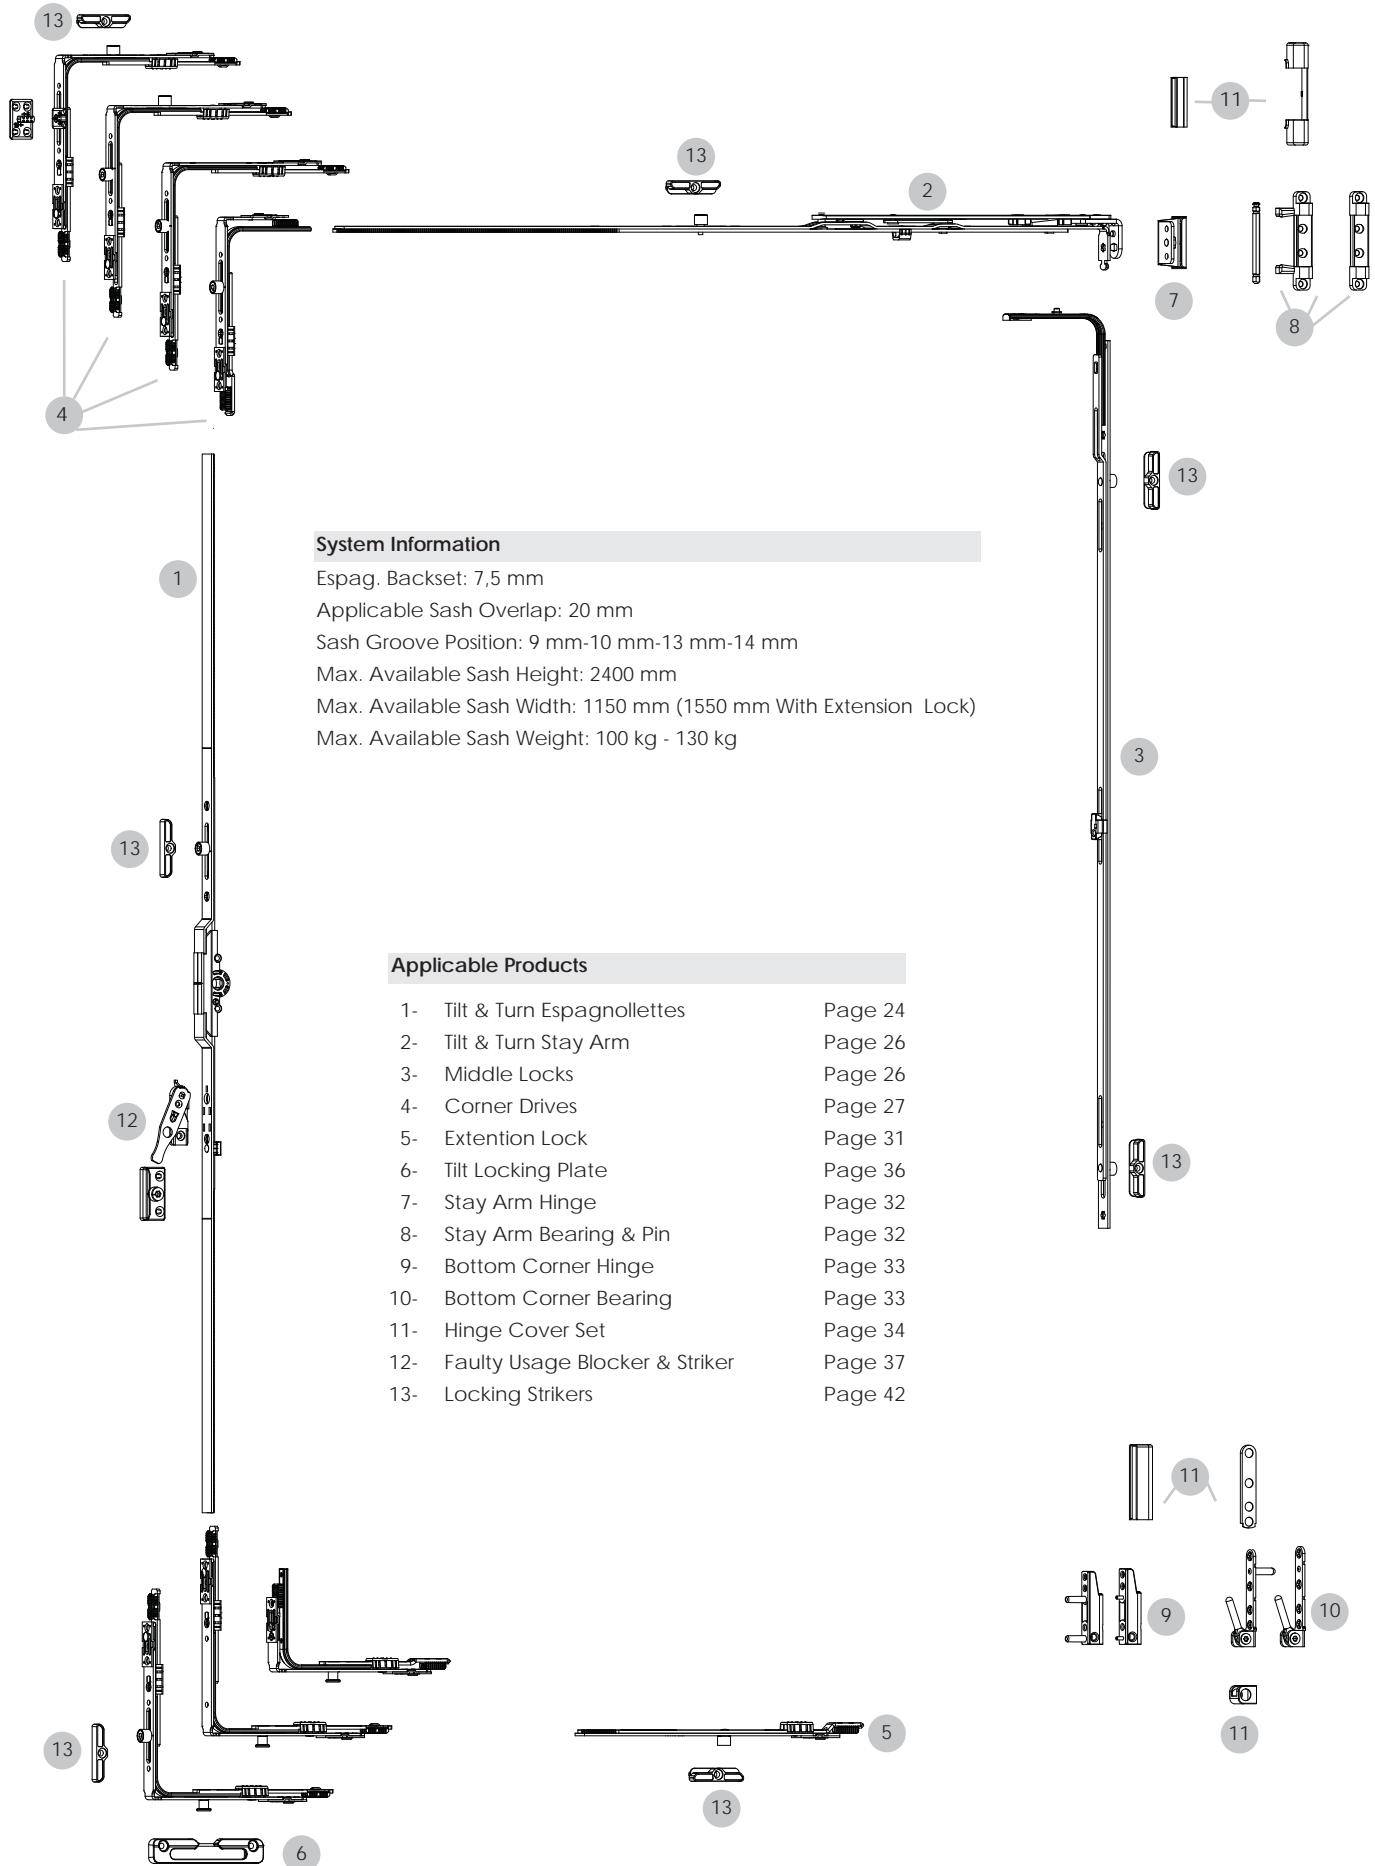 13
11
13
2
7
8
4
13
System Information
1
Espag. Backset: 7,5 mm
Applicable Sash Overlap: 20 mm
Sash Groove Position: 9 mm-10 mm-13 mm-14 mm
Max. Available Sash Height: 2400 mm
Max. Available Sash Width: 1150 mm (1550 mm With Extension Lock)
Max. Available Sash Weight: 100 kg - 130 kg
3
13
Applicable Products
1- Tilt & Turn Espagnollettes Page 24
2- Tilt & Turn Stay Arm Page 26
3- Middle Locks Page 26
4- Corner Drives Page 27
5- Extention Lock Page 31
6- Tilt Locking Plate Page 36
7- Stay Arm Hinge Page 32
8- Stay Arm Bearing & Pin Page 32
9- Bottom Corner Hinge Page 33
10- Bottom Corner Bearing Page 33
11- Hinge Cover Set Page 34
12- Faulty Usage Blocker & Striker Page 37
13- Locking Strikers Page 42
12
13
11
9
10
11
13
5
13
6